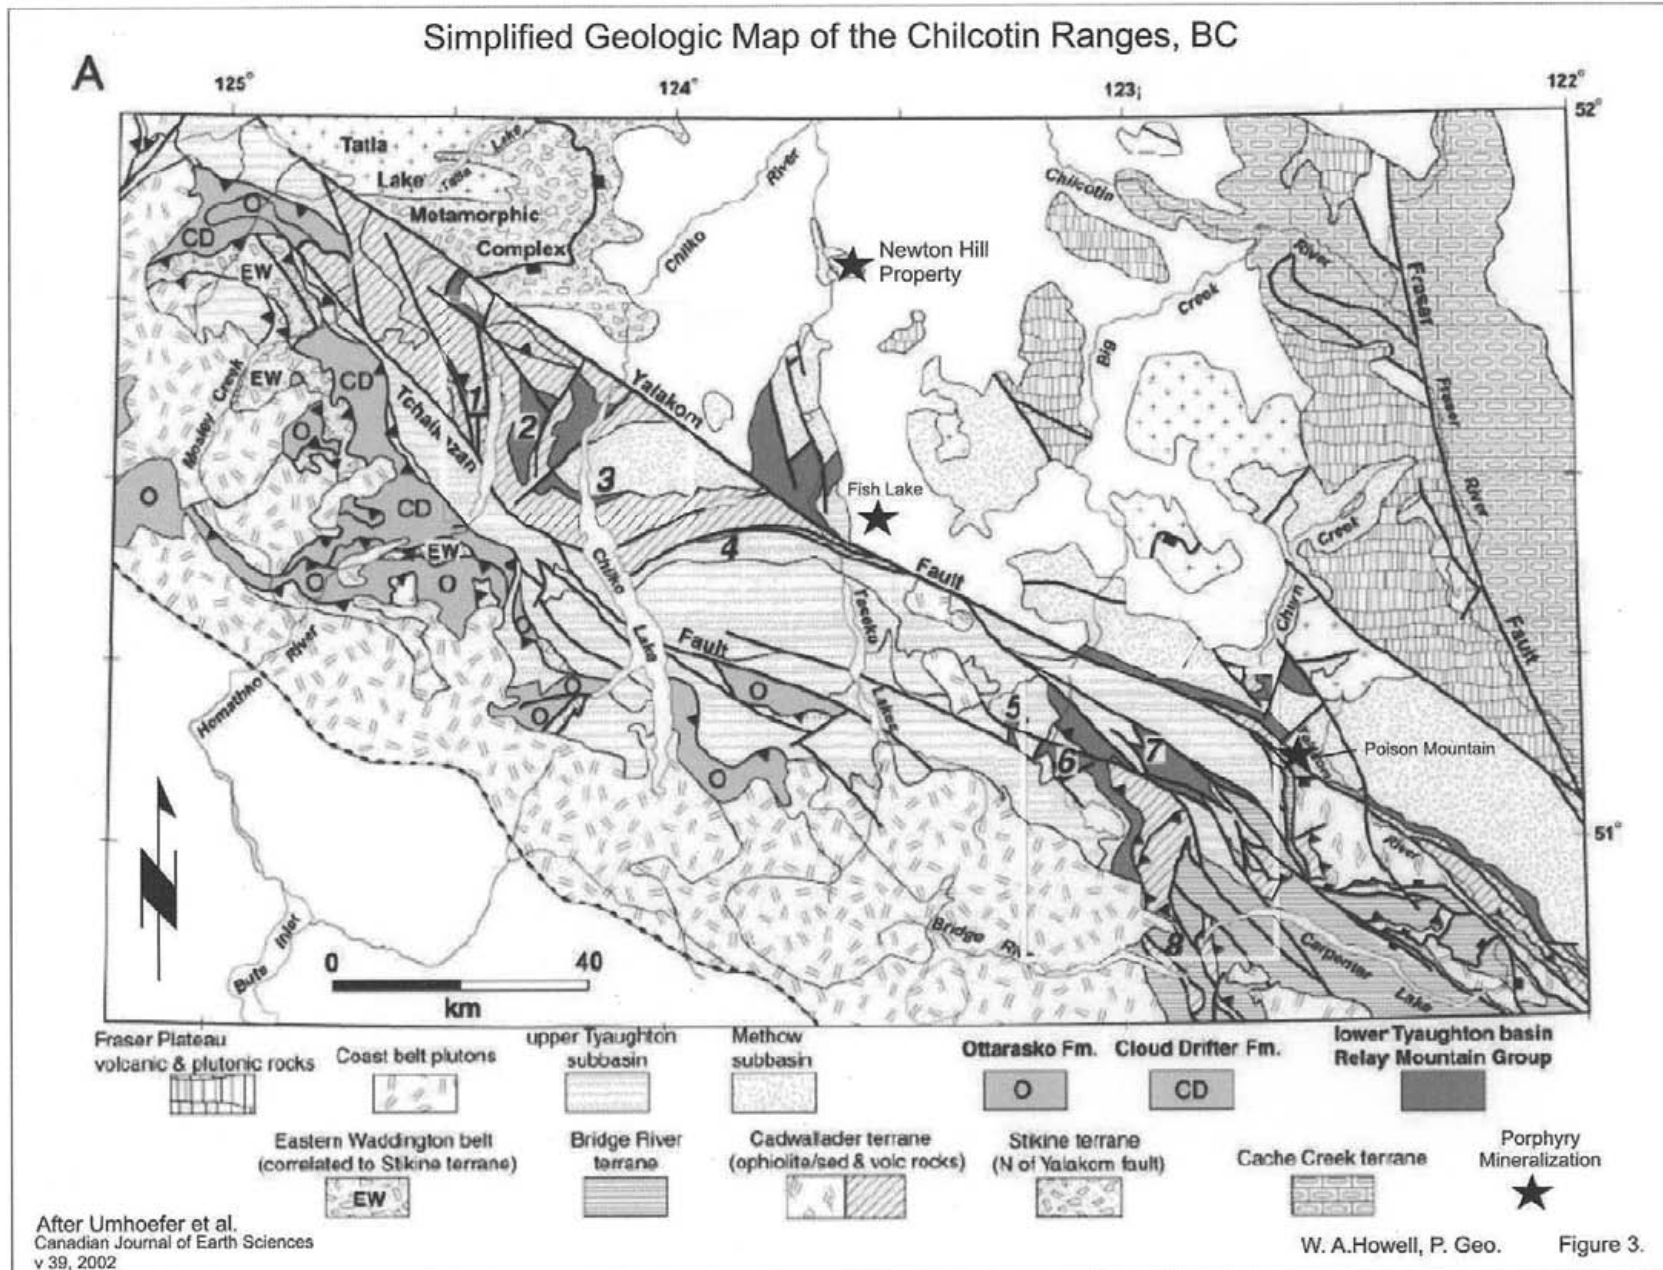 Simplified Geologic Map of the Chilcotin Ranges, BC
A
125°
124°
123
122°
52°
Tatla
Lake
Tatla
Lake
Metamorphic
Complex
Chilko
River
Newton Hill
Property
Chilcotin
River
Fraser
Fraser
River
Fault
Big
Creek
O
CD
EW
Mosley Creek
EW
CD
O
O
CD
EW
O
O
O
Yalakom
Fault
1
2
3
4
Fish Lake
Churn
Creek
Chilko
Lake
Taseko
Lakes
Fault
O
O
O
O
5
6
7
8
Poison Mountain
River
51°
Homathko
River
Bute Inlet
Bridge
Carpenter
Lake
0
40
km
Fraser Plateau
volcanic & plutonic rocks
Coast belt plutons
upper Tyaughton
subbasin
Methow
subbasin
Ottarasko Fm.
O
Cloud Drifter Fm.
CD
lower Tyaughton basin
Relay Mountain Group
Eastern Waddington belt
(correlated to Stikine terrane)
EW
Bridge River
terrane
Cadwallader terrane
(ophiolite/sed & volc rocks)
Stikine terrane
(N of Yalakom fault)
Cache Creek terrane
Porphyry
Mineralization
After Umhoefer et al.
Canadian Journal of Earth Sciences
v 39, 2002
W. A.Howell, P. Geo.
Figure 3.